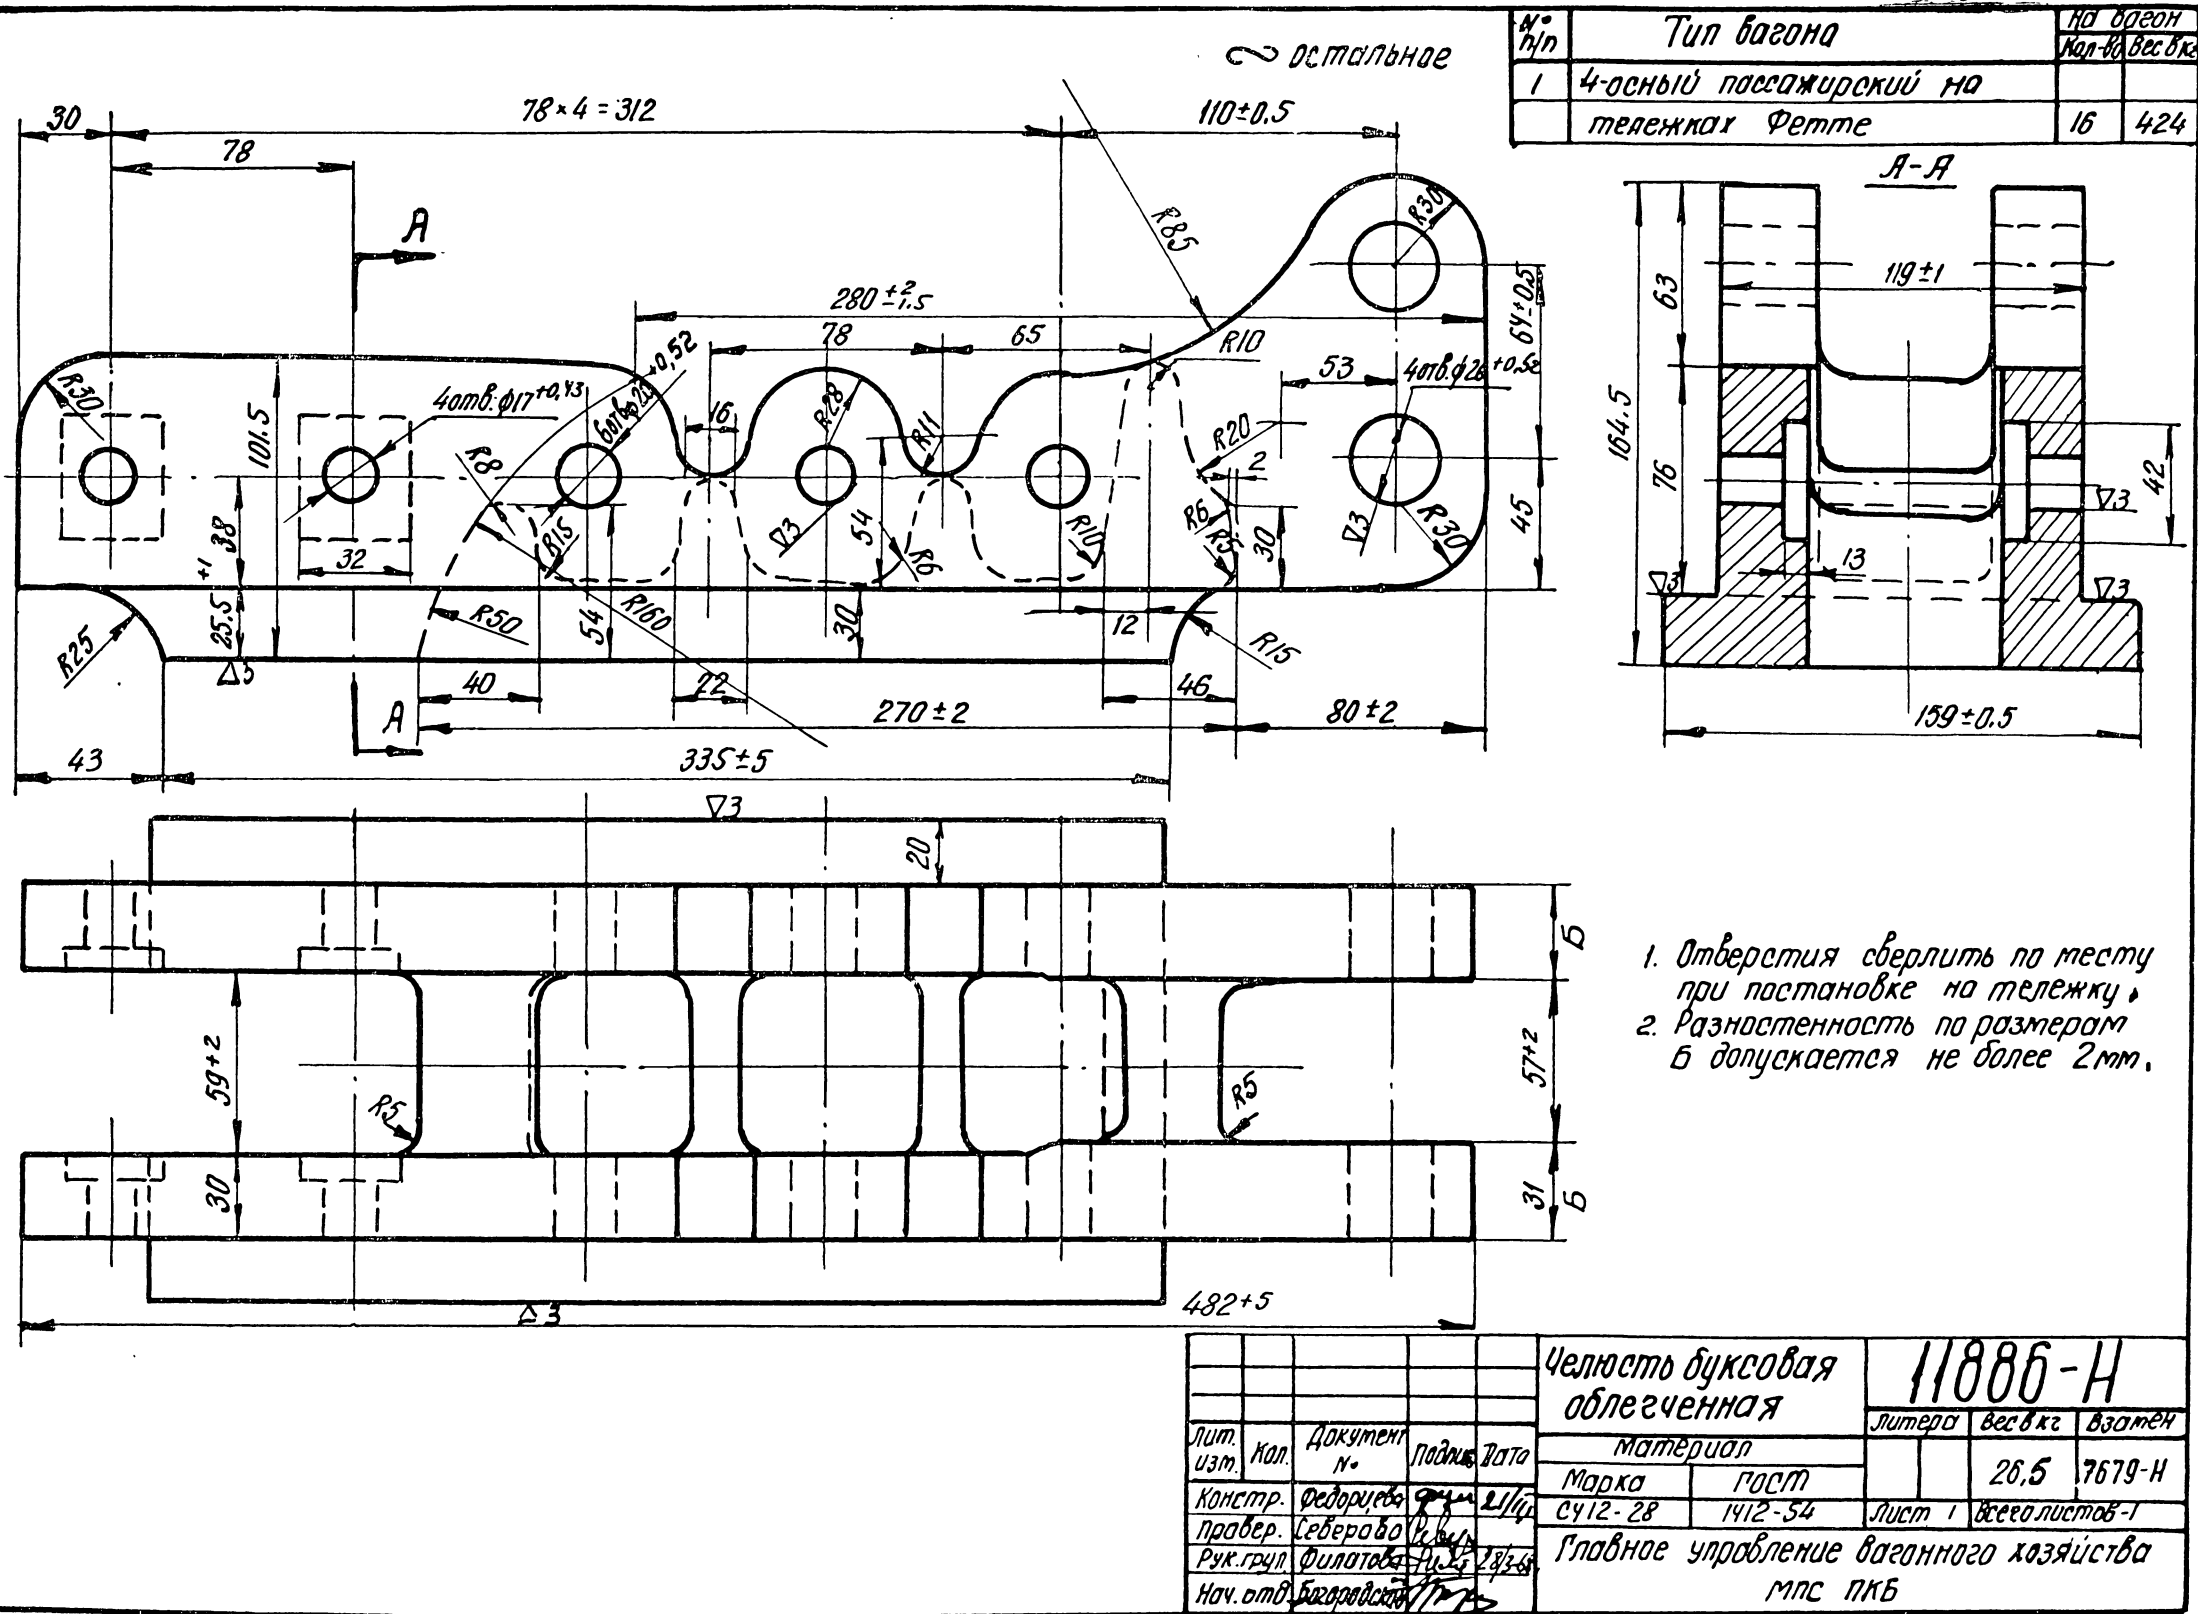 остальное
№ п/п
Тип вагона
На вагон
Кол-во Вес в кг
1 4-осный пассажирский на
тележках Фетте 16 424
30
78×4=312
110±0.5
78
А
R85
R30
А-А
280 +2 -1.5
78
65
R10
64±0.5
53
4отв. ф26+0,52
R30
4отв. ф17+0,43
6отв. ф20+0,52
16
R28
R11
R20
2
101.5
R8
38
32
R15
54
▽3
R6
R10
R6
R5
30
▽3
R30
45
25.5+1
R50
R160
54
30
12
R15
R25
▽3
40
22
46
А
270±2
80±2
43
335±5
63
119±1
164.5
76
42
▽3
13
▽3
▽3
159±0.5
▽3
20
Б
59+2
57+2
R5
R5
30
31
Б
▽3
482+5
1. Отверстия сверлить по месту
при постановке на тележку.
2. Разностенность по размерам
Б допускается не более 2мм.
Челюсть буксовая
облегченная
11886-Н
Литера Вес в кг Взамен
26,5 7679-Н
Материал
Марка ГОСТ
СЧ12-28 1412-54
Лист 1 Всего листов-1
Главное управление вагонного хозяйства
МПС ПКБ
Лит. изм. Кол. Документ № Подпис Дата
Констр. Федорцева
Провер. Северово
Рук.груп. Филатова
Нач.отд. Богородский